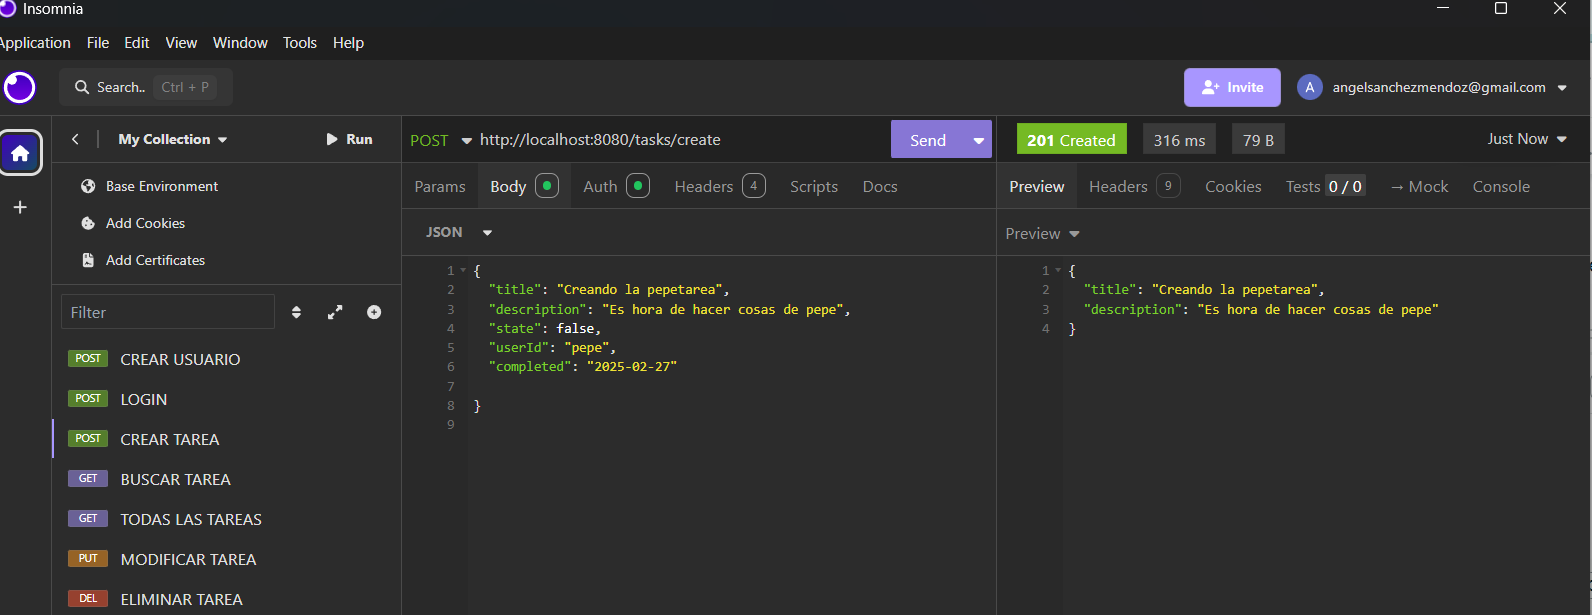 Insomnia
Application File Edit View Window Tools Help
Search.. Ctrl + P
Invite
A angelsanchezmendoz@gmail.com
My Collection
Run
Base Environment
Add Cookies
Add Certificates
Filter
POST CREAR USUARIO
POST LOGIN
POST CREAR TAREA
GET BUSCAR TAREA
GET TODAS LAS TAREAS
PUT MODIFICAR TAREA
DEL ELIMINAR TAREA
POST http://localhost:8080/tasks/create
Send
Params Body Auth Headers 4 Scripts Docs
JSON
1 {
2 "title": "Creando la pepetarea",
3 "description": "Es hora de hacer cosas de pepe",
4 "state": false,
5 "userId": "pepe",
6 "completed": "2025-02-27"
7
8 }
9
201 Created 316 ms 79 B Just Now
Preview Headers 9 Cookies Tests 0 / 0 → Mock Console
Preview
1 {
2 "title": "Creando la pepetarea",
3 "description": "Es hora de hacer cosas de pepe"
4 }